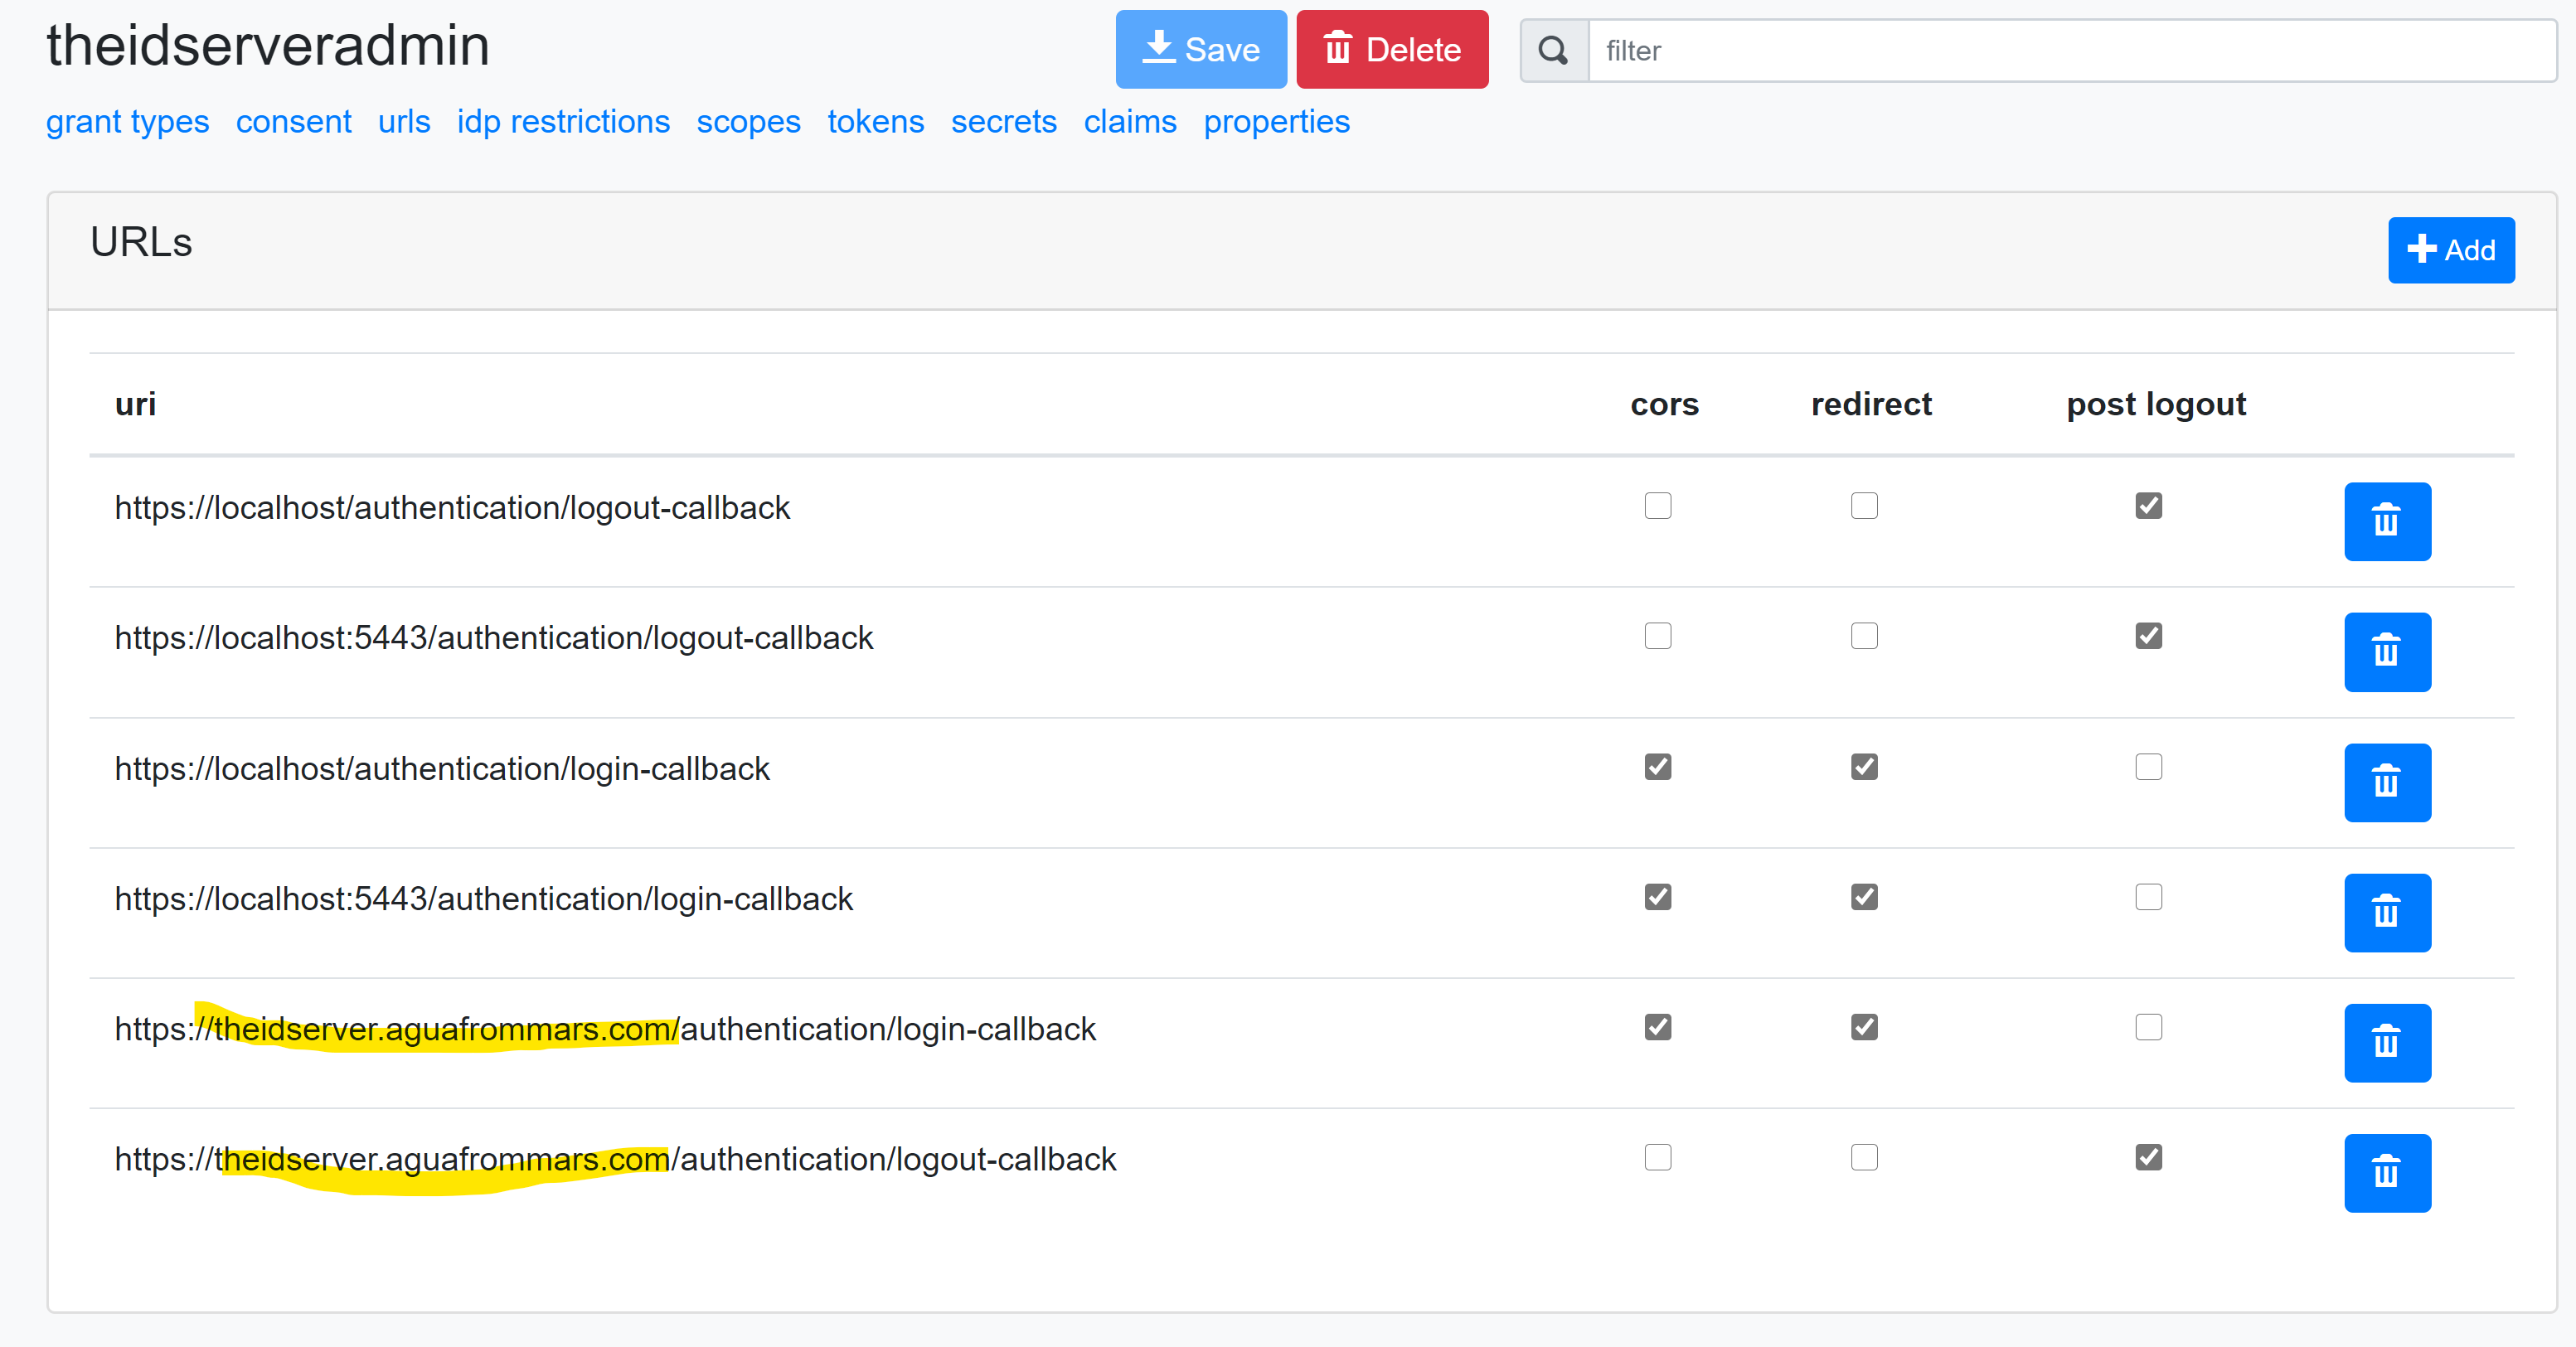 theidserveradmin
Save
Delete
filter
grant types consent urls idp restrictions scopes tokens secrets claims properties
URLs
Add
uri cors redirect post logout
https://localhost/authentication/logout-callback
https://localhost:5443/authentication/logout-callback
https://localhost/authentication/login-callback
https://localhost:5443/authentication/login-callback
https://theidserver.aguafrommars.com/authentication/login-callback
https://theidserver.aguafrommars.com/authentication/logout-callback